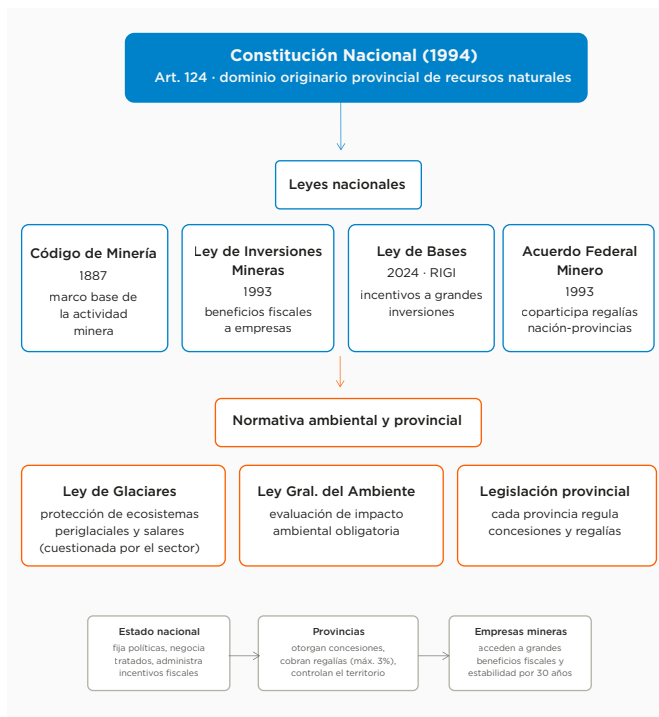 Constitución Nacional (1994)
Art. 124 · dominio originario provincial de recursos naturales
Leyes nacionales
Código de Minería
1887
marco base de
la actividad
minera
Ley de Inversiones
Mineras
1993
beneficios fiscales
a empresas
Ley de Bases
2024 · RIGI
incentivos a grandes
inversiones
Acuerdo Federal
Minero
1993
coparticipa regalías
nación-provincias
Normativa ambiental y provincial
Ley de Glaciares
protección de ecosistemas
periglaciales y salares
(cuestionada por el sector)
Ley Gral. del Ambiente
evaluación de impacto
ambiental obligatoria
Legislación provincial
cada provincia regula
concesiones y regalías
Estado nacional
fija políticas, negocia
tratados, administra
incentivos fiscales
Provincias
otorgan concesiones,
cobran regalías (máx. 3%),
controlan el territorio
Empresas mineras
acceden a grandes
beneficios fiscales y
estabilidad por 30 años